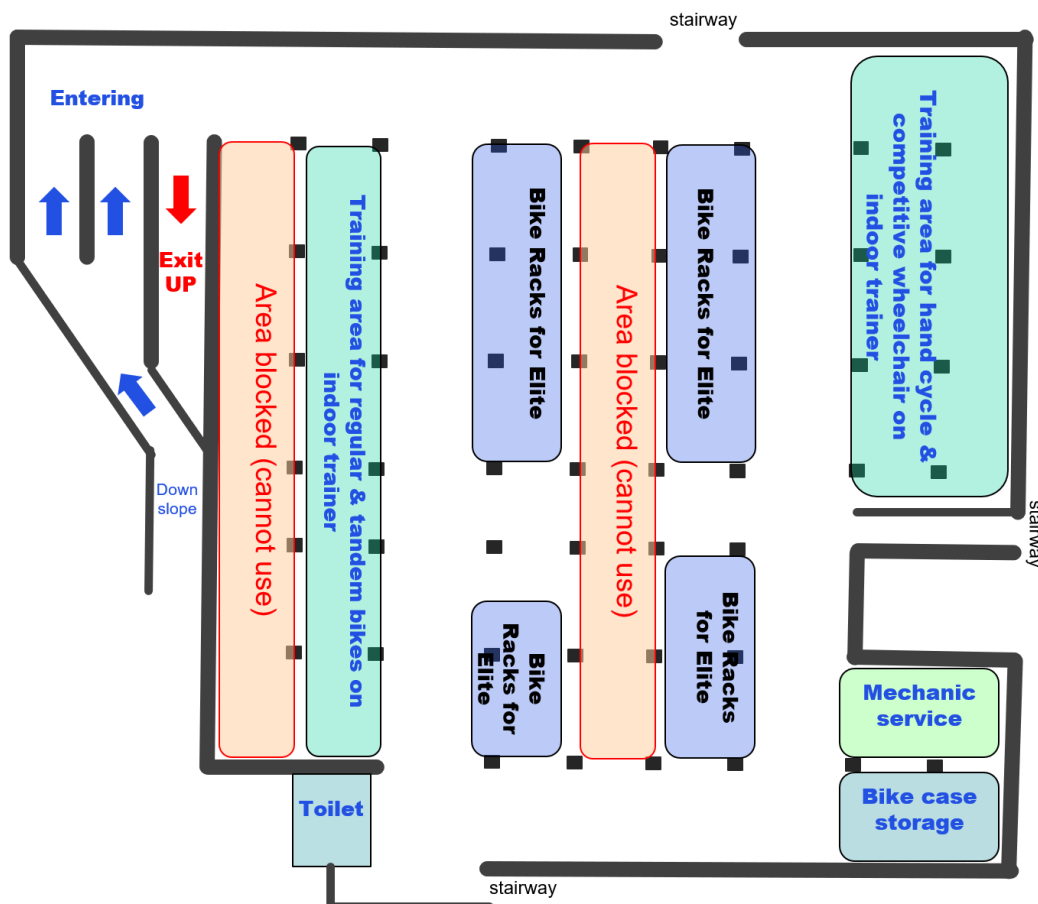 stairway
Entering
Exit
UP
Down
slope
Area blocked (cannot use)
Training area for regular & tandem bikes on
indoor trainer
Bike Racks for Elite
Area blocked (cannot use)
Bike Racks for Elite
Training area for hand cycle &
competitive wheelchair on
indoor trainer
stairway
Bike
Racks for
Elite
Bike Racks
for Elite
Mechanic
service
Bike case
storage
Toilet
stairway